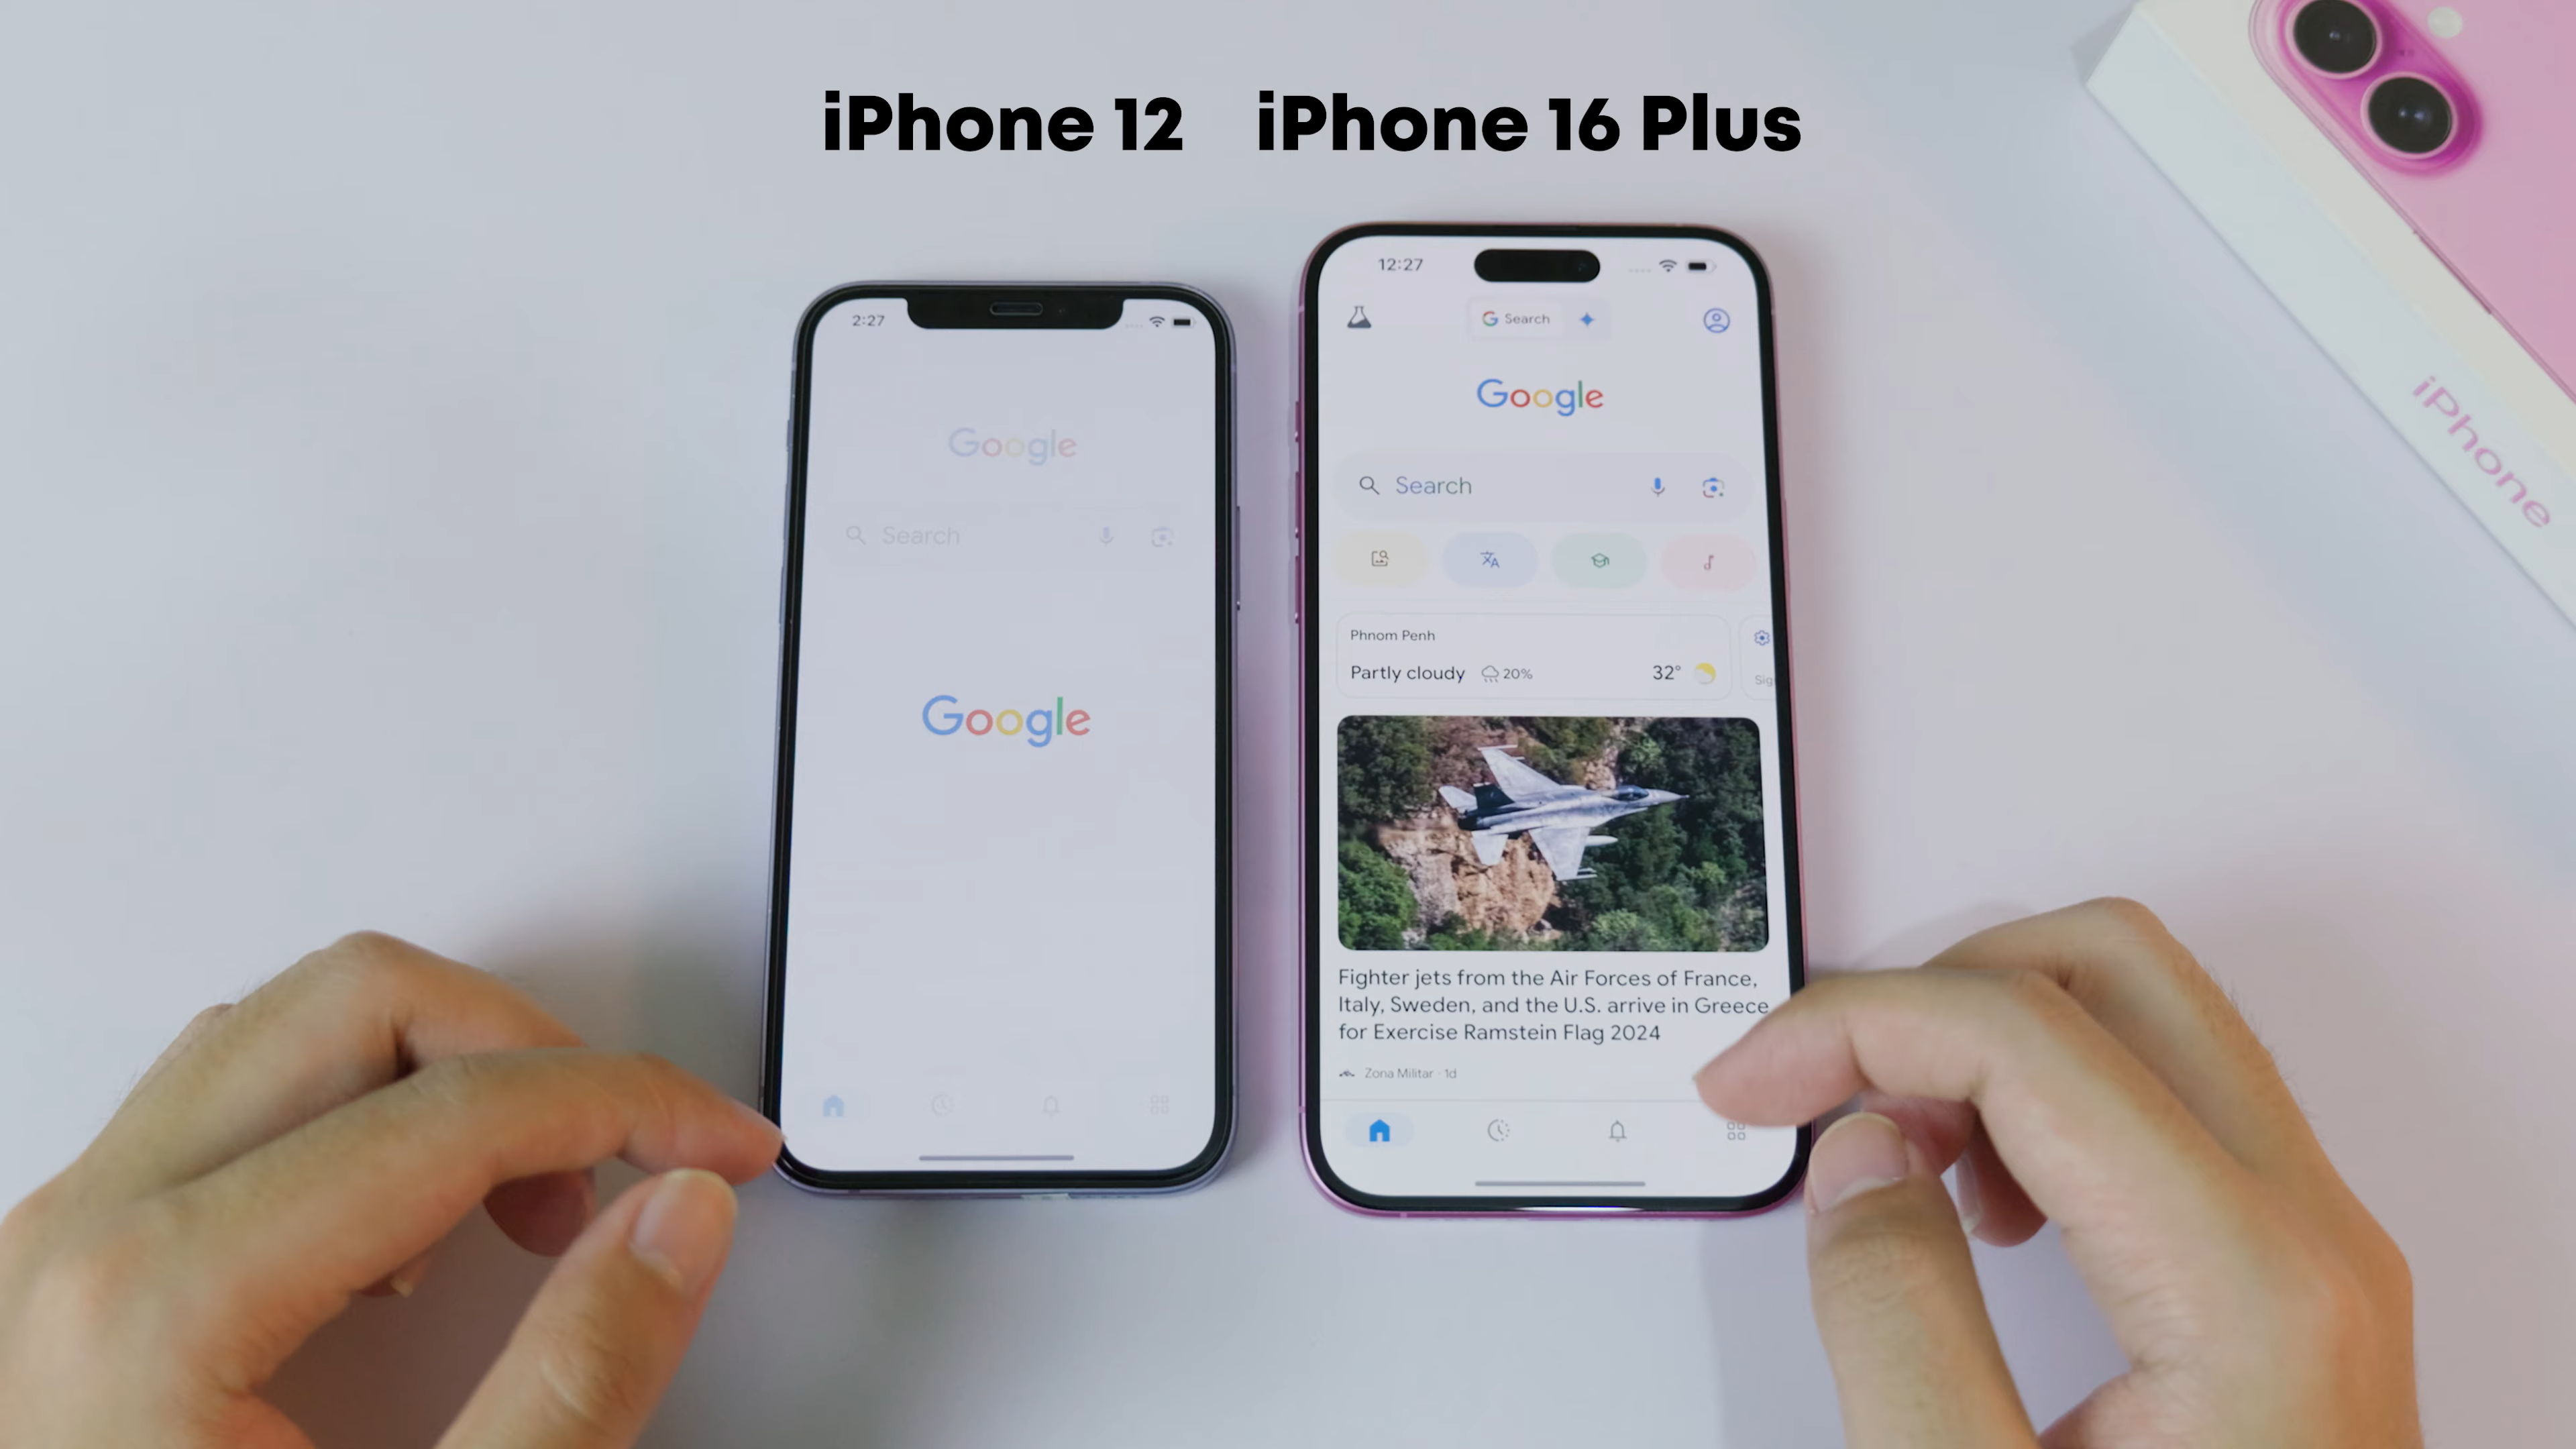 iPhone 12
iPhone 16 Plus
2:27
Google
Search
Google
12:27
G Search
Google
Search
Phnom Penh
Partly cloudy 20% 32°
Fighter jets from the Air Forces of France,
Italy, Sweden, and the U.S. arrive in Greece
for Exercise Ramstein Flag 2024
Zona Militar · 1d
iPhone